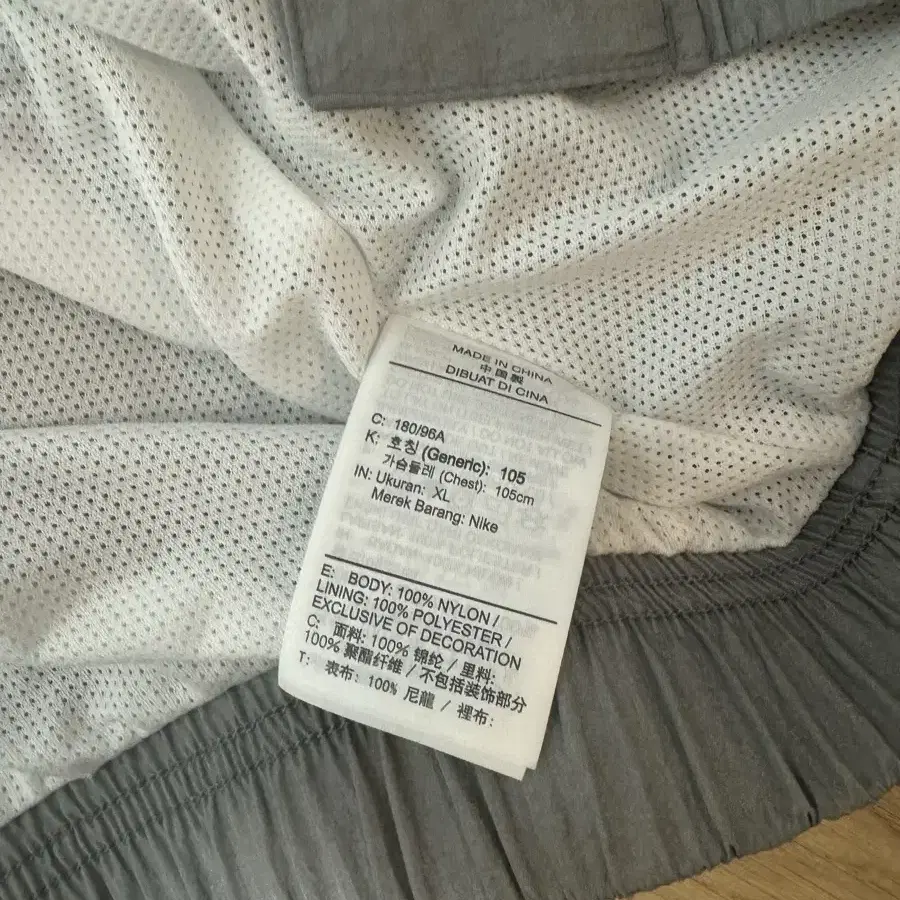 MADE IN CHINA
中国製
DIBUAT DI CINA
C: 180/96A
K: 호칭 (Generic): 105
가슴둘레 (Chest): 105cm
IN: Ukuran: XL
Merek Barang: Nike
E: BODY: 100% NYLON /
LINING: 100% POLYESTER /
EXCLUSIVE OF DECORATION
C: 面料: 100% 锦纶 / 里料:
100% 聚酯纤维 / 不包括装饰部分
T: 表布: 100% 尼龍 / 裡布: